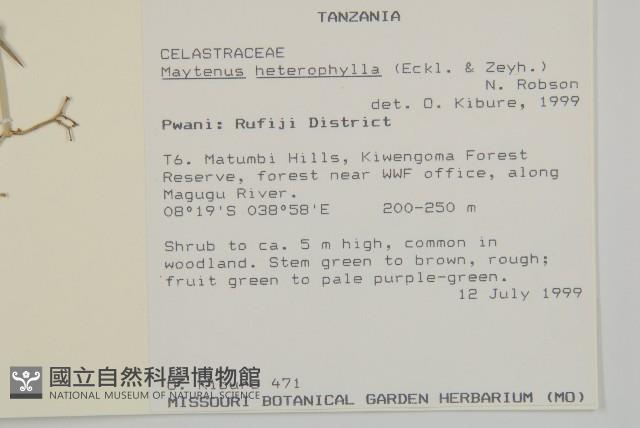 TANZANIA
CELASTRACEAE
Maytenus heterophylla (Eckl. & Zeyh.)
N. Robson
det. O. Kibure, 1999
Pwani: Rufiji District
T6. Matumbi Hills, Kiwengoma Forest
Reserve, forest near WWF office, along
Magugu River.
08°19'S 038°58'E 200-250 m
Shrub to ca. 5 m high, common in
woodland. Stem green to brown, rough;
fruit green to pale purple-green.
12 July 1999
O. Kibure 471
MISSOURI BOTANICAL GARDEN HERBARIUM (MO)
國立自然科學博物館
NATIONAL MUSEUM OF NATURAL SCIENCE